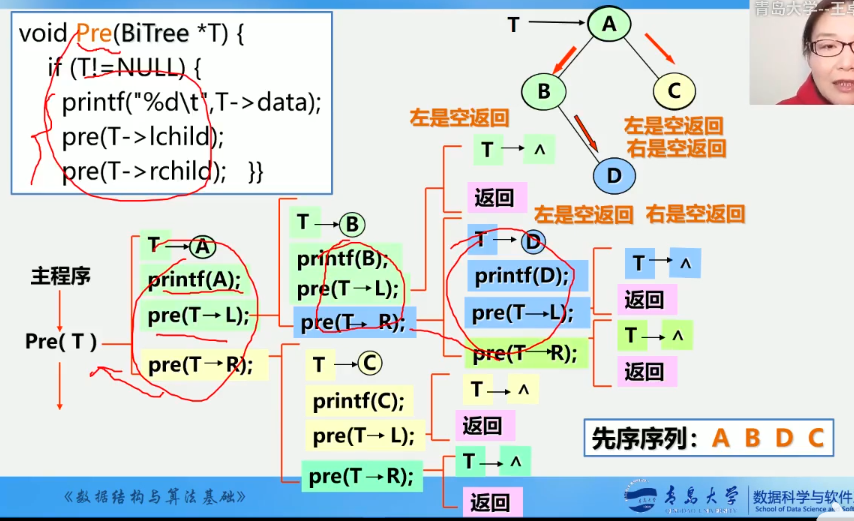 青岛大学--王卓
void Pre(BiTree *T) {
if (T!=NULL) {
printf("%d\t",T->data);
pre(T->lchild);
pre(T->rchild); }}
T
A
B
C
D
左是空返回
左是空返回
右是空返回
左是空返回 右是空返回
主程序
Pre( T )
T→A
printf(A);
pre(T→L);
pre(T→R);
T→B
printf(B);
pre(T→L);
pre(T→R);
T→∧
返回
T→D
printf(D);
pre(T→L);
pre(T→R);
T→∧
返回
T→∧
返回
T→C
printf(C);
pre(T→L);
pre(T→R);
T→∧
返回
T→∧
返回
先序序列：A B D C
《数据结构与算法基础》
青岛大学
数据科学与软件
School of Data Science and Soft